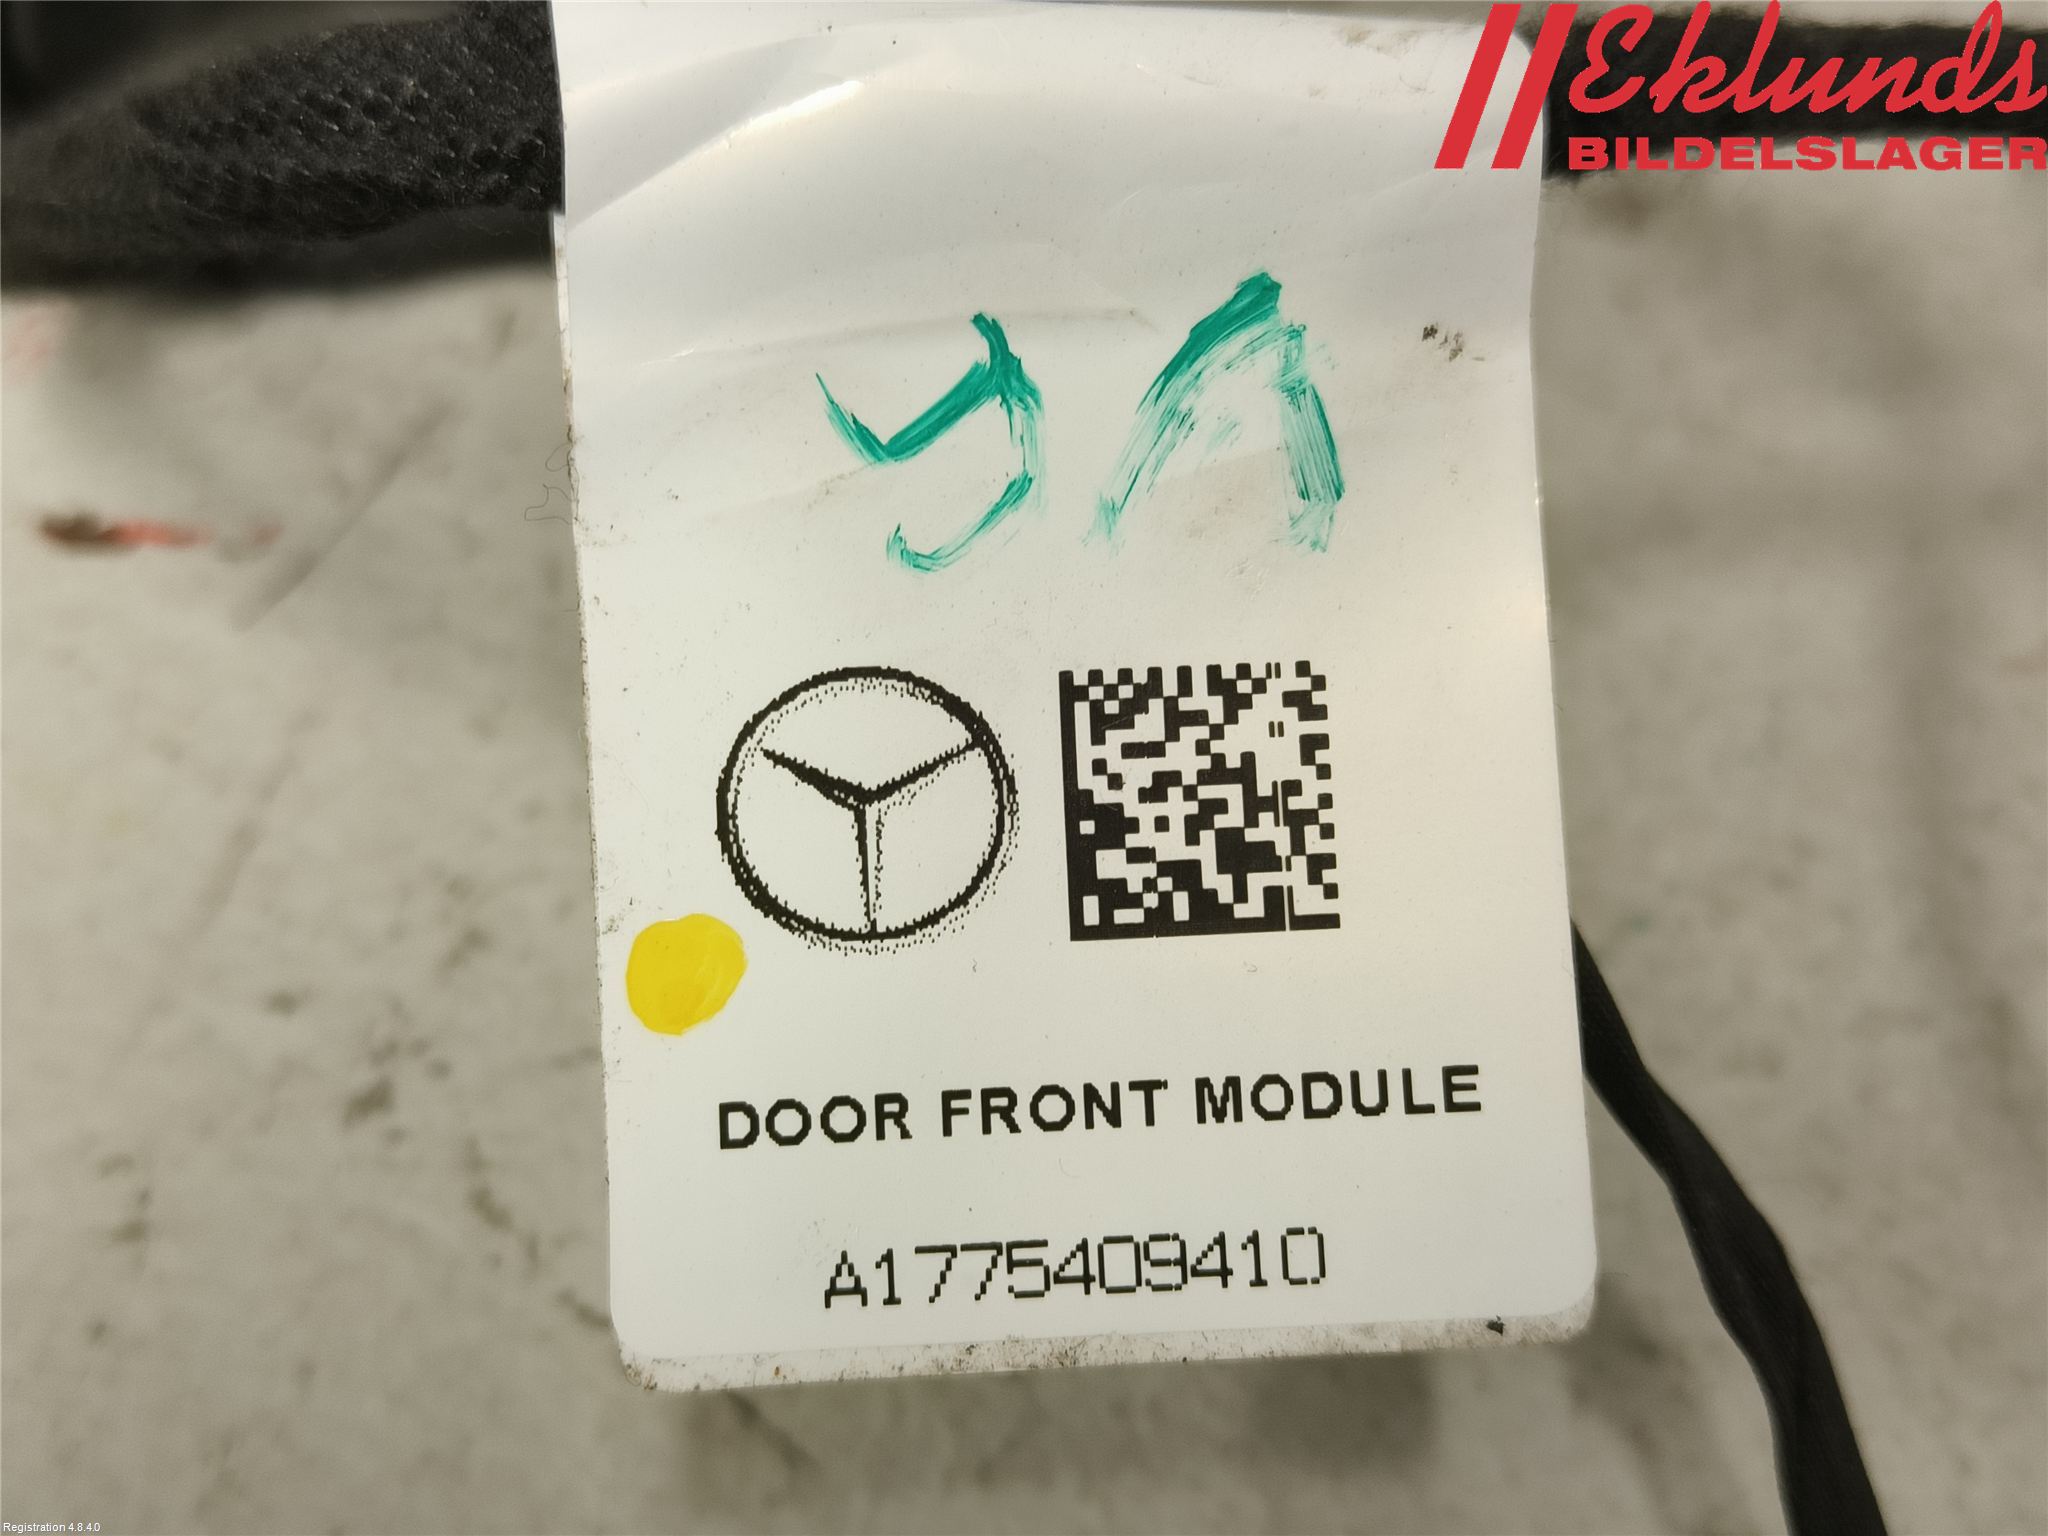 Eklunds
BILDELSLAGER
DOOR FRONT MODULE
A1775409410
Registration 4.8.4.0